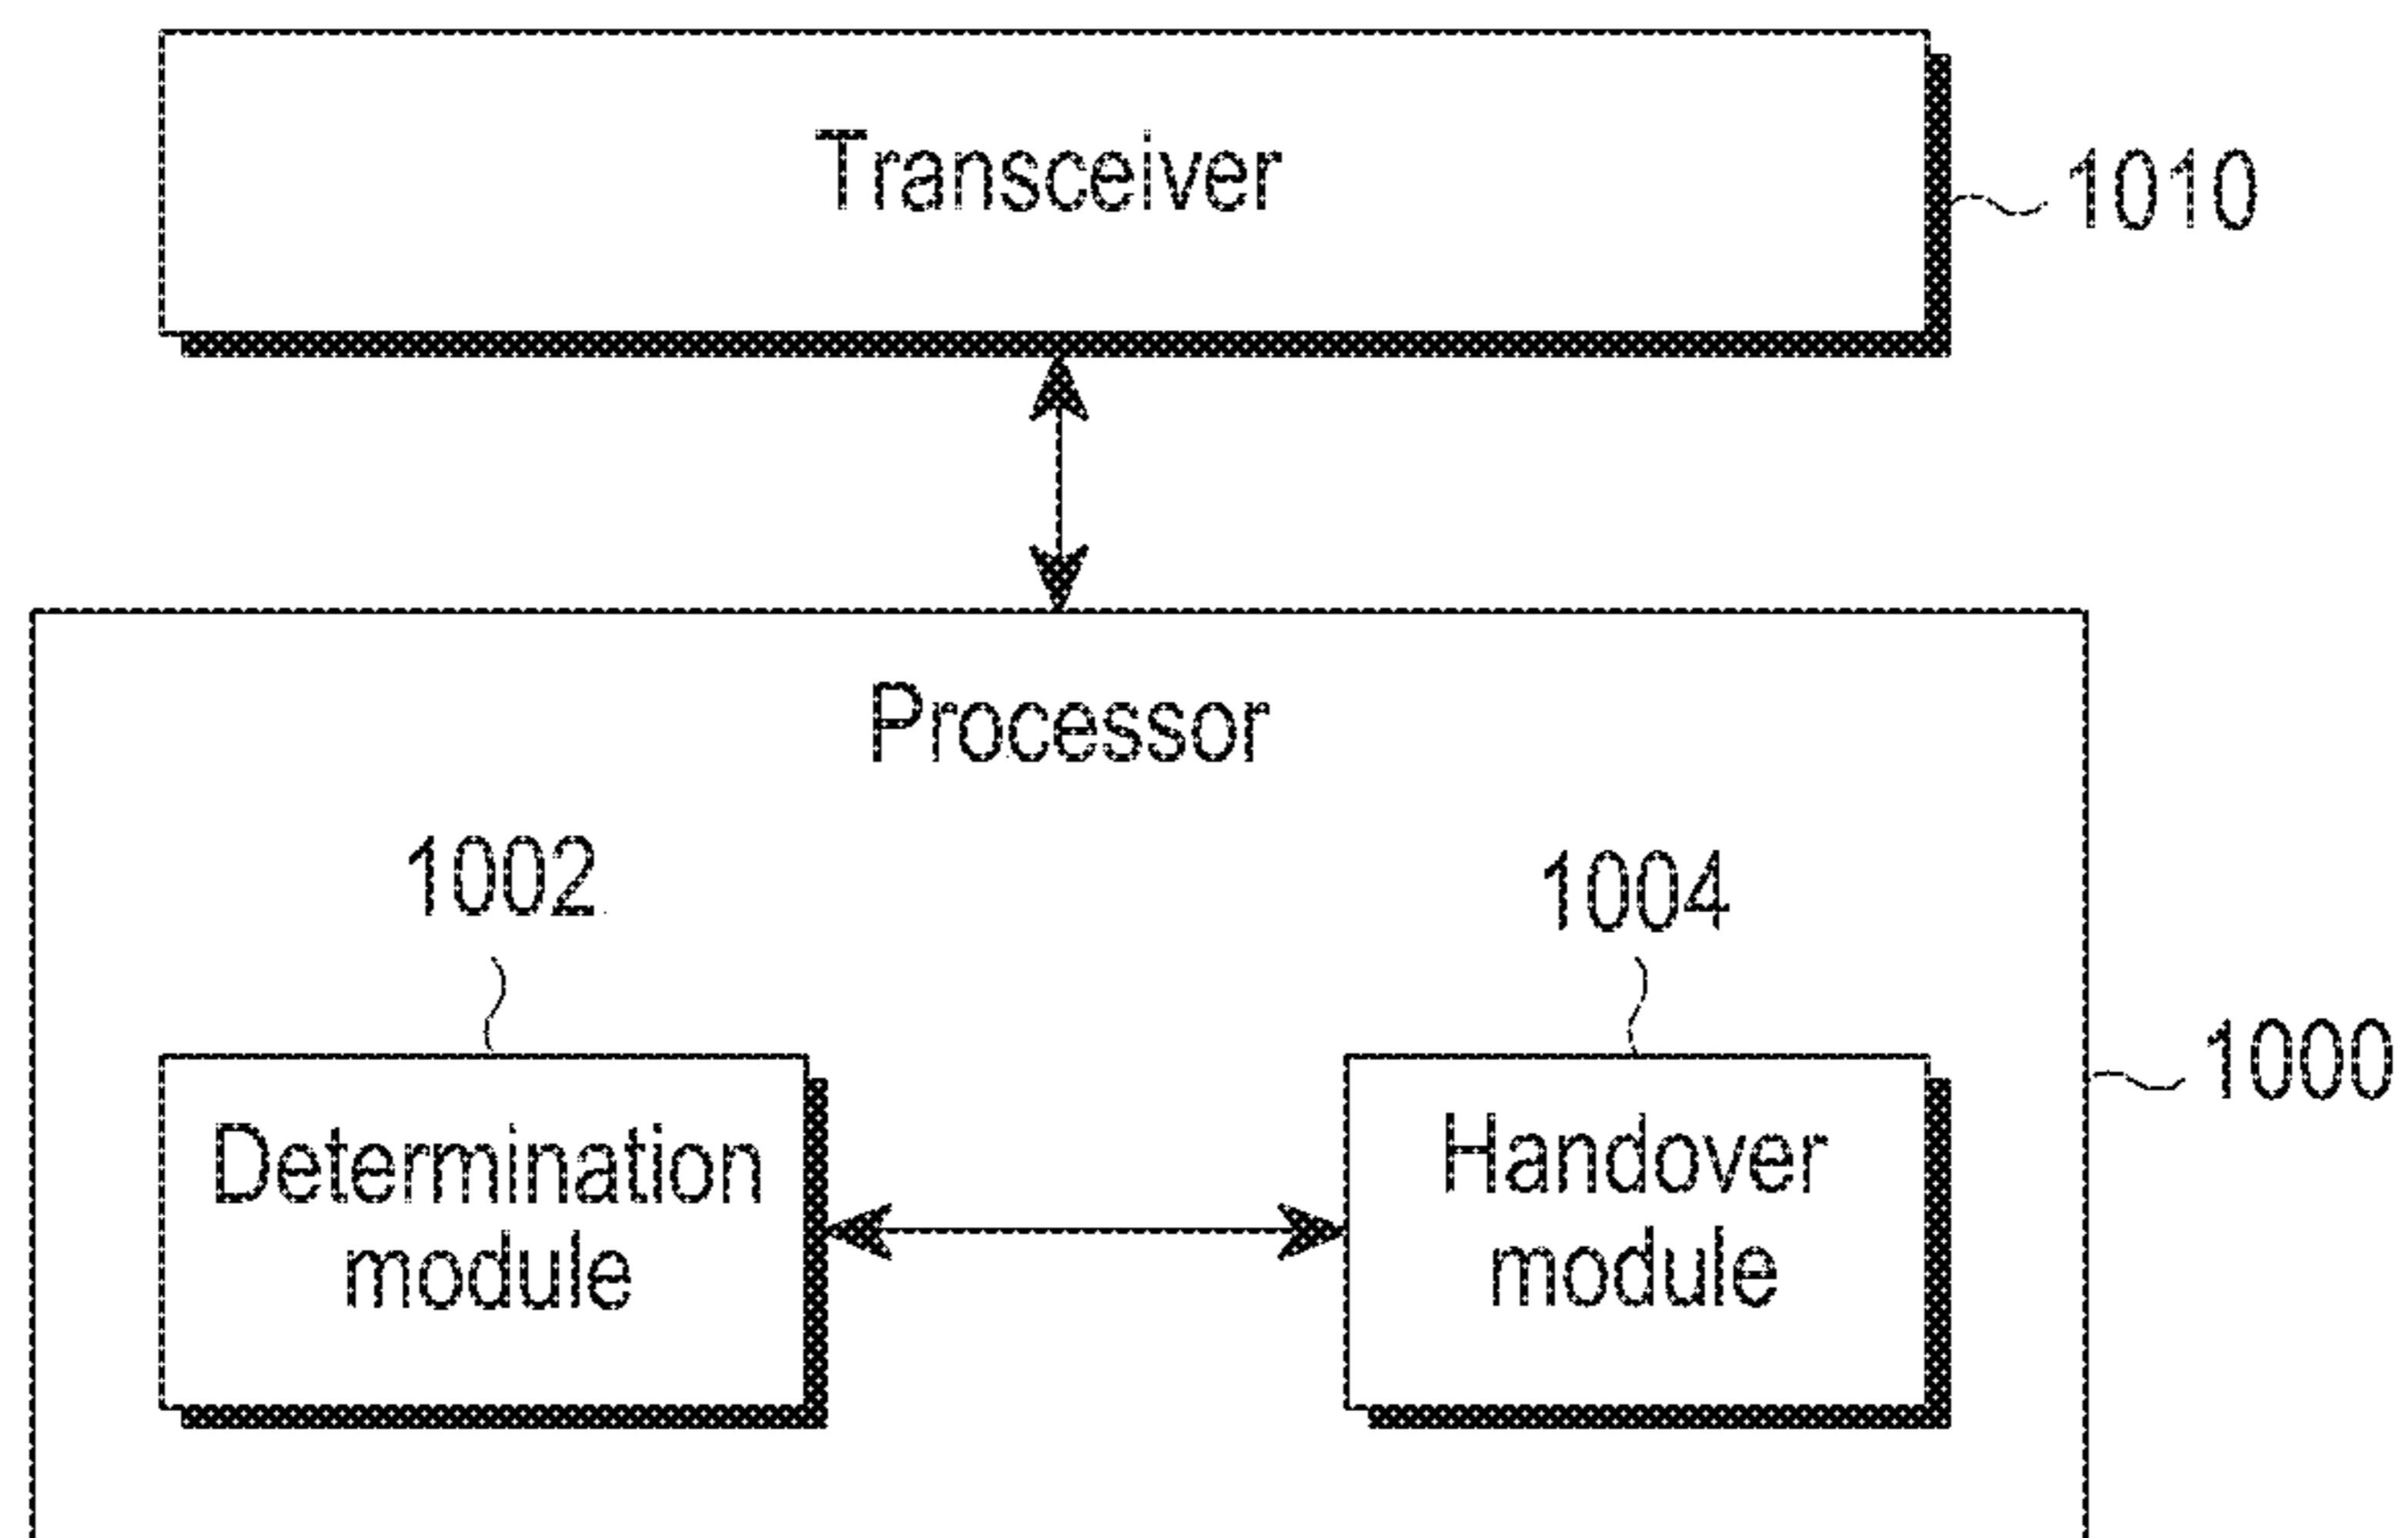 Transceiver
1010
Processor
1002
1004
1000
Determination
module
Handover
module